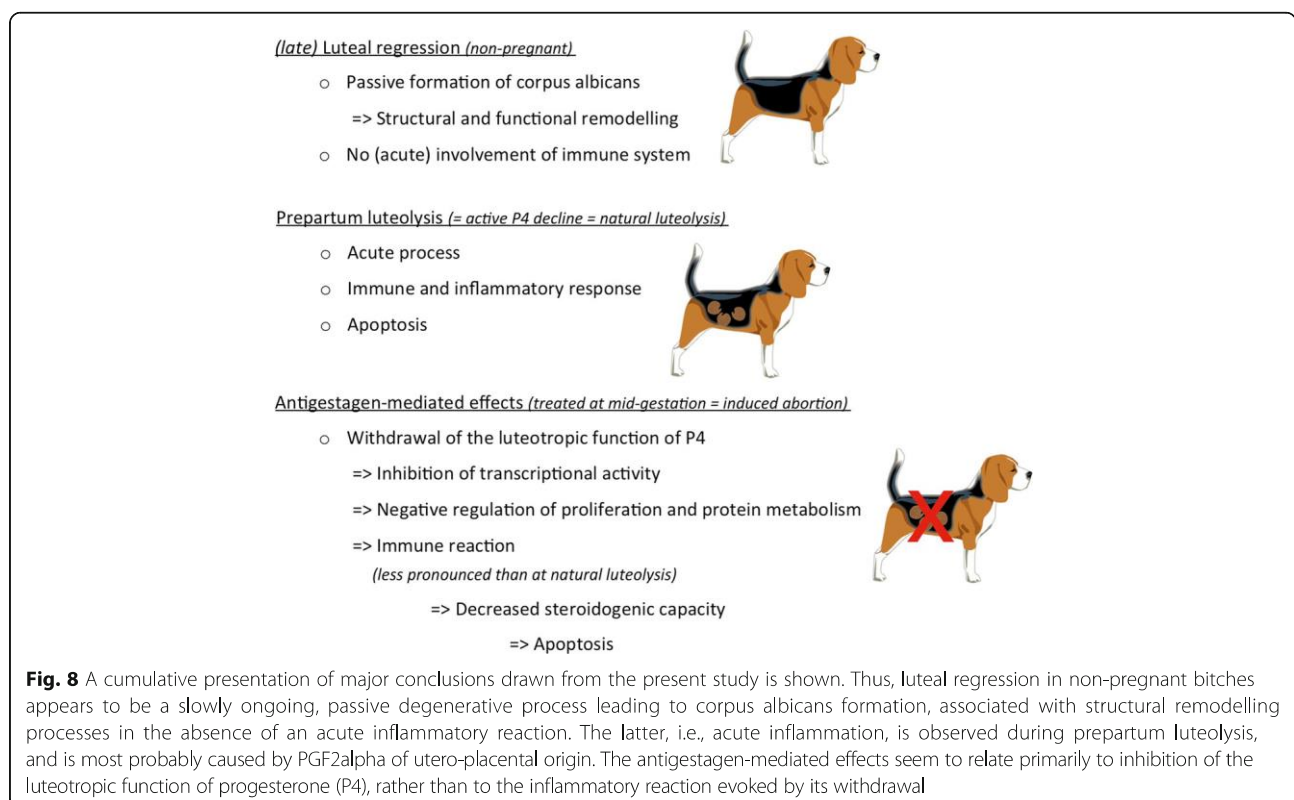 (late) Luteal regression (non-pregnant)
o Passive formation of corpus albicans
=> Structural and functional remodelling
o No (acute) involvement of immune system
Prepartum luteolysis (= active P4 decline = natural luteolysis)
o Acute process
o Immune and inflammatory response
o Apoptosis
Antigestagen-mediated effects (treated at mid-gestation = induced abortion)
o Withdrawal of the luteotropic function of P4
=> Inhibition of transcriptional activity
=> Negative regulation of proliferation and protein metabolism
=> Immune reaction
(less pronounced than at natural luteolysis)
=> Decreased steroidogenic capacity
=> Apoptosis
Fig. 8 A cumulative presentation of major conclusions drawn from the present study is shown. Thus, luteal regression in non-pregnant bitches
appears to be a slowly ongoing, passive degenerative process leading to corpus albicans formation, associated with structural remodelling
processes in the absence of an acute inflammatory reaction. The latter, i.e., acute inflammation, is observed during prepartum luteolysis,
and is most probably caused by PGF2alpha of utero-placental origin. The antigestagen-mediated effects seem to relate primarily to inhibition of the
luteotropic function of progesterone (P4), rather than to the inflammatory reaction evoked by its withdrawal